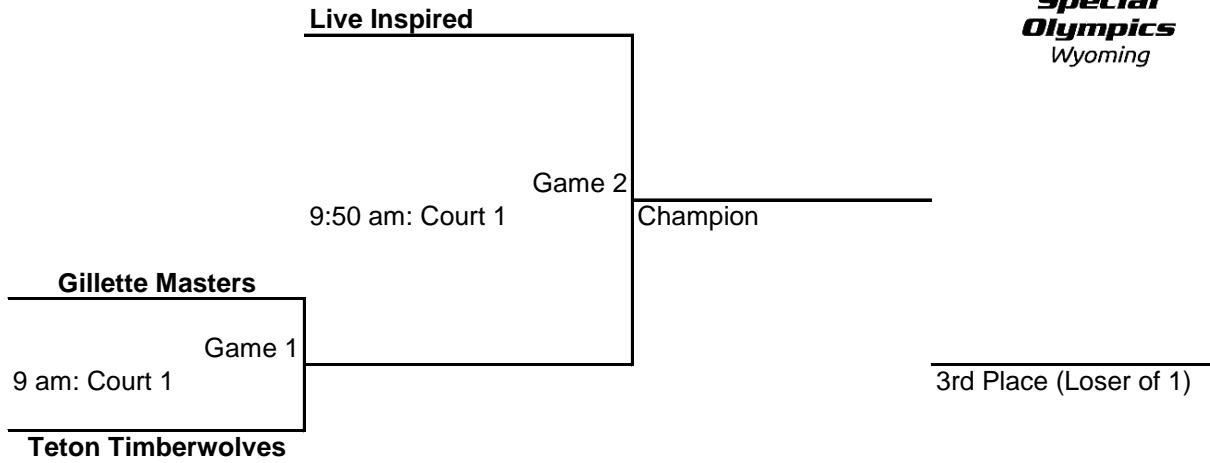 Live Inspired
Special
Olympics
Wyoming
Game 2
9:50 am: Court 1
Champion
Gillette Masters
Game 1
9 am: Court 1
3rd Place (Loser of 1)
Teton Timberwolves